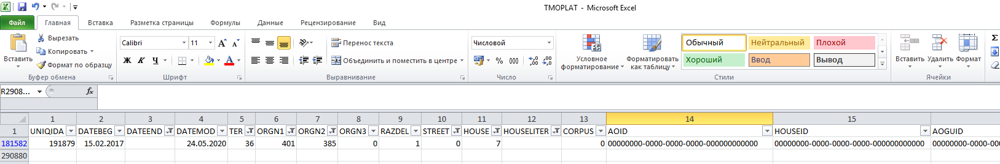 TMOPLAT - Microsoft Excel
Файл Главная Вставка Разметка страницы Формулы Данные Рецензирование Вид
Вставить
Вырезать
Копировать
Формат по образцу
Буфер обмена
Calibri 11 A A
Ж К Ч А
Шрифт
Перенос текста
Объединить и поместить в центре
Выравнивание
Числовой
% 000 ,00 ,0
Число
Условное форматирование
Форматировать как таблицу
Обычный Нейтральный Плохой
Хороший Ввод Вывод
Стили
Вставить Удалить Формат
Ячейки
Σ
R2908... fx
1 2 3 4 5 6 7 8 9 10 11 12 13 14 15
1 UNIQIDA DATEBEG DATEEND DATEMOD TER ORGN1 ORGN2 ORGN3 RAZDEL STREET HOUSE HOUSELITER CORPUS AOID HOUSEID AOGUID
181582 191879 15.02.2017 24.05.2020 36 401 385 0 1 0 7 0 00000000-0000-0000-0000-000000000000 00000000-0000-0000-0000-000000000000 00000000-0000-00
290880